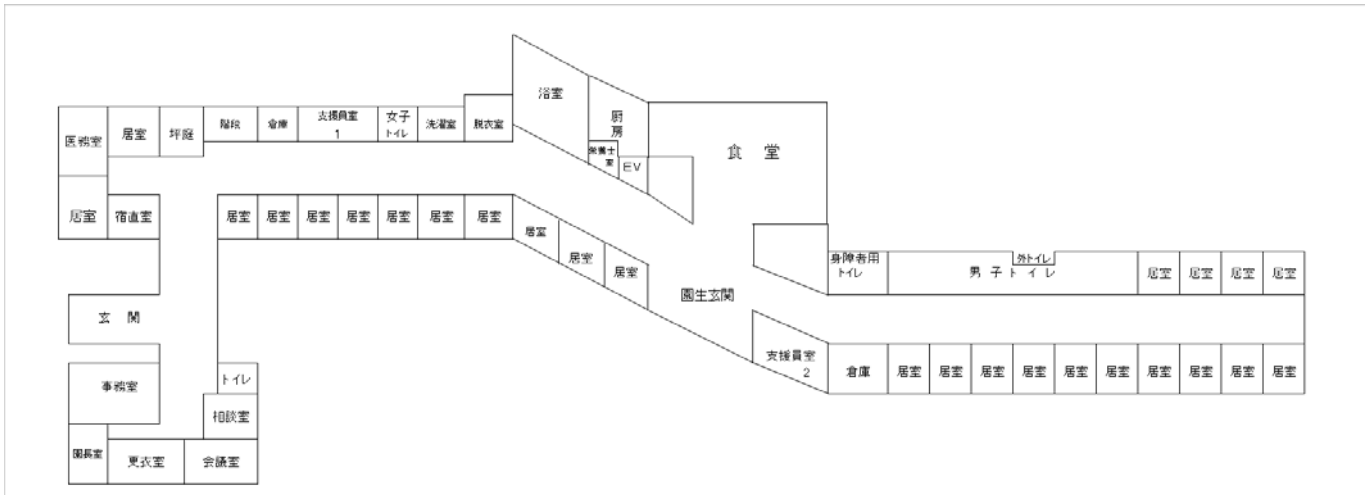 浴室
厨
房
栄養士
室
EV
食 堂
医務室
居室
坪庭
階段
倉庫
支援員室
1
女子
トイレ
洗濯室
脱衣室
居室
宿直室
居室
居室
居室
居室
居室
居室
居室
居室
居室
居室
園生玄関
身障者用
トイレ
男 子 ト イ レ
外トイレ
居室
居室
居室
居室
支援員室
2
倉庫
居室
居室
居室
居室
居室
居室
居室
居室
居室
居室
玄 関
事務室
トイレ
相談室
園長室
更衣室
会議室